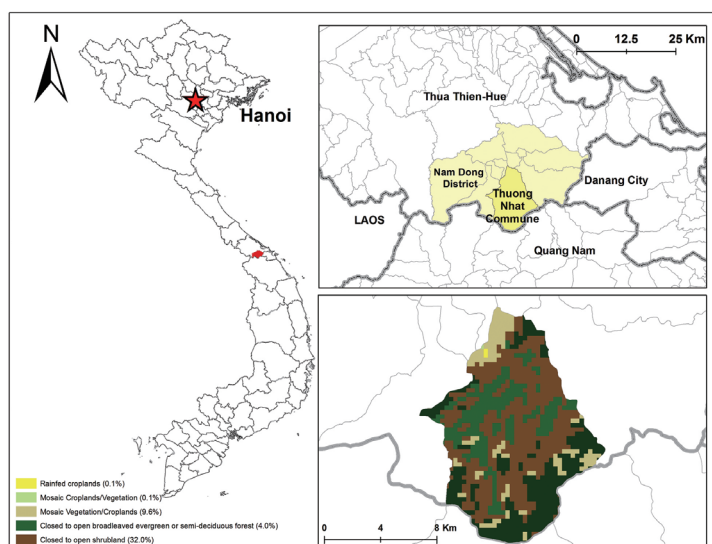 N
Hanoi
0 12.5 25 Km
Thua Thien-Hue
Nam Dong
District
Danang City
Thuong
Nhat
Commune
LAOS
Quang Nam
Rainfed croplands (0.1%)
Mosaic Croplands/Vegetation (0.1%)
Mosaic Vegetation/Croplands (9.6%)
Closed to open broadleaved evergreen or semi-deciduous forest (4.0%)
Closed to open shrubland (32.0%)
0 4 8 Km